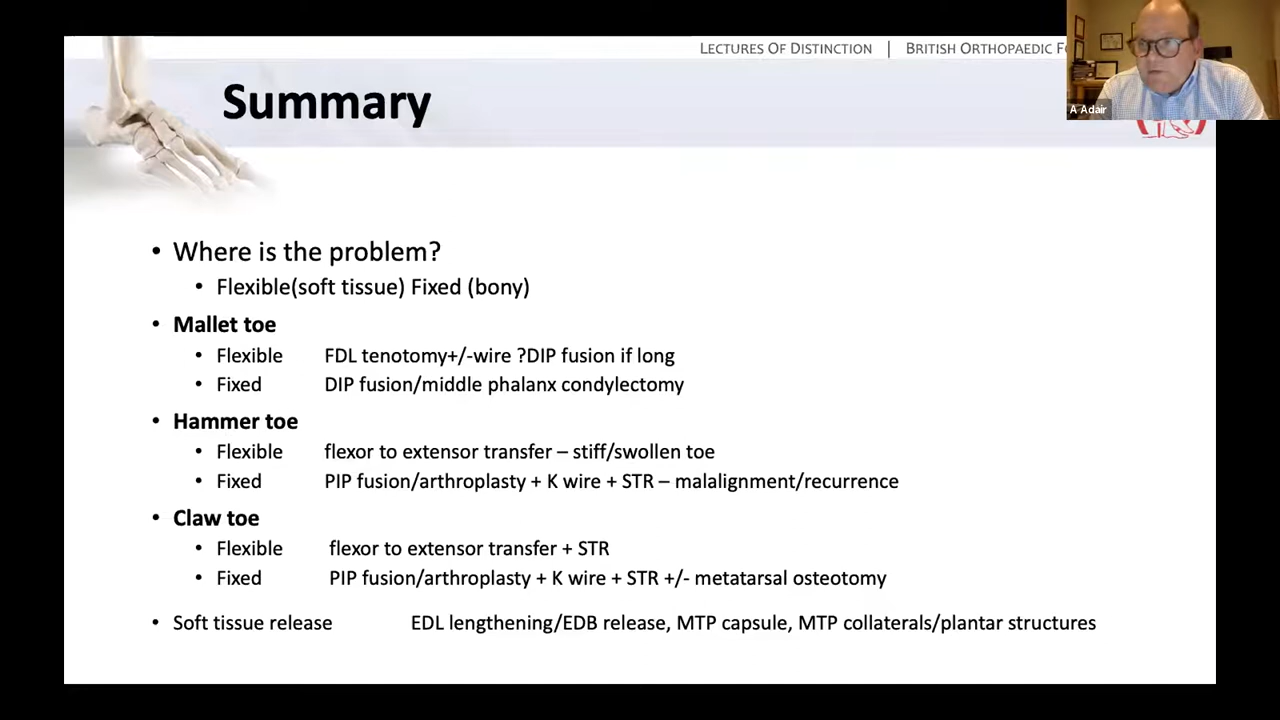 LECTURES OF DISTINCTION | BRITISH ORTHOPAEDIC
A Adair
Summary
• Where is the problem?
• Flexible(soft tissue) Fixed (bony)
• Mallet toe
• Flexible FDL tenotomy+/-wire ?DIP fusion if long
• Fixed DIP fusion/middle phalanx condylectomy
• Hammer toe
• Flexible flexor to extensor transfer – stiff/swollen toe
• Fixed PIP fusion/arthroplasty + K wire + STR – malalignment/recurrence
• Claw toe
• Flexible flexor to extensor transfer + STR
• Fixed PIP fusion/arthroplasty + K wire + STR +/- metatarsal osteotomy
• Soft tissue release EDL lengthening/EDB release, MTP capsule, MTP collaterals/plantar structures